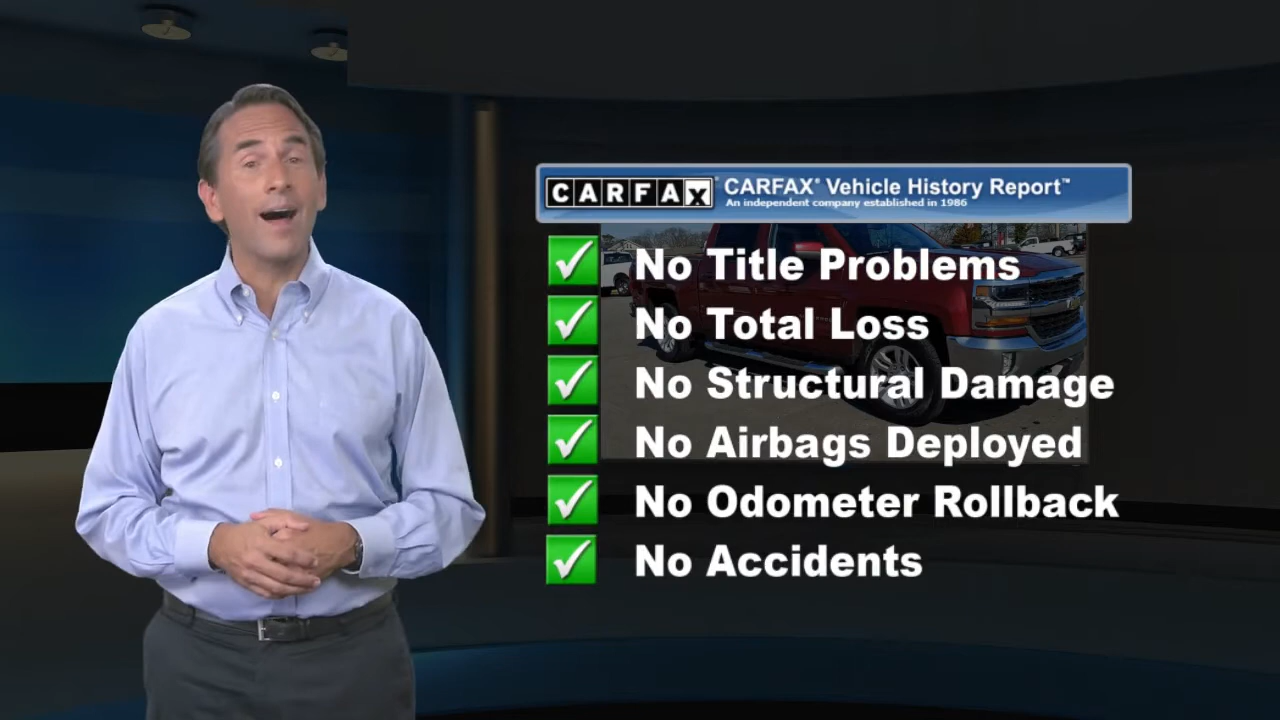 CARFAX CARFAX® Vehicle History Report™
An independent company established in 1986
No Title Problems
No Total Loss
No Structural Damage
No Airbags Deployed
No Odometer Rollback
No Accidents